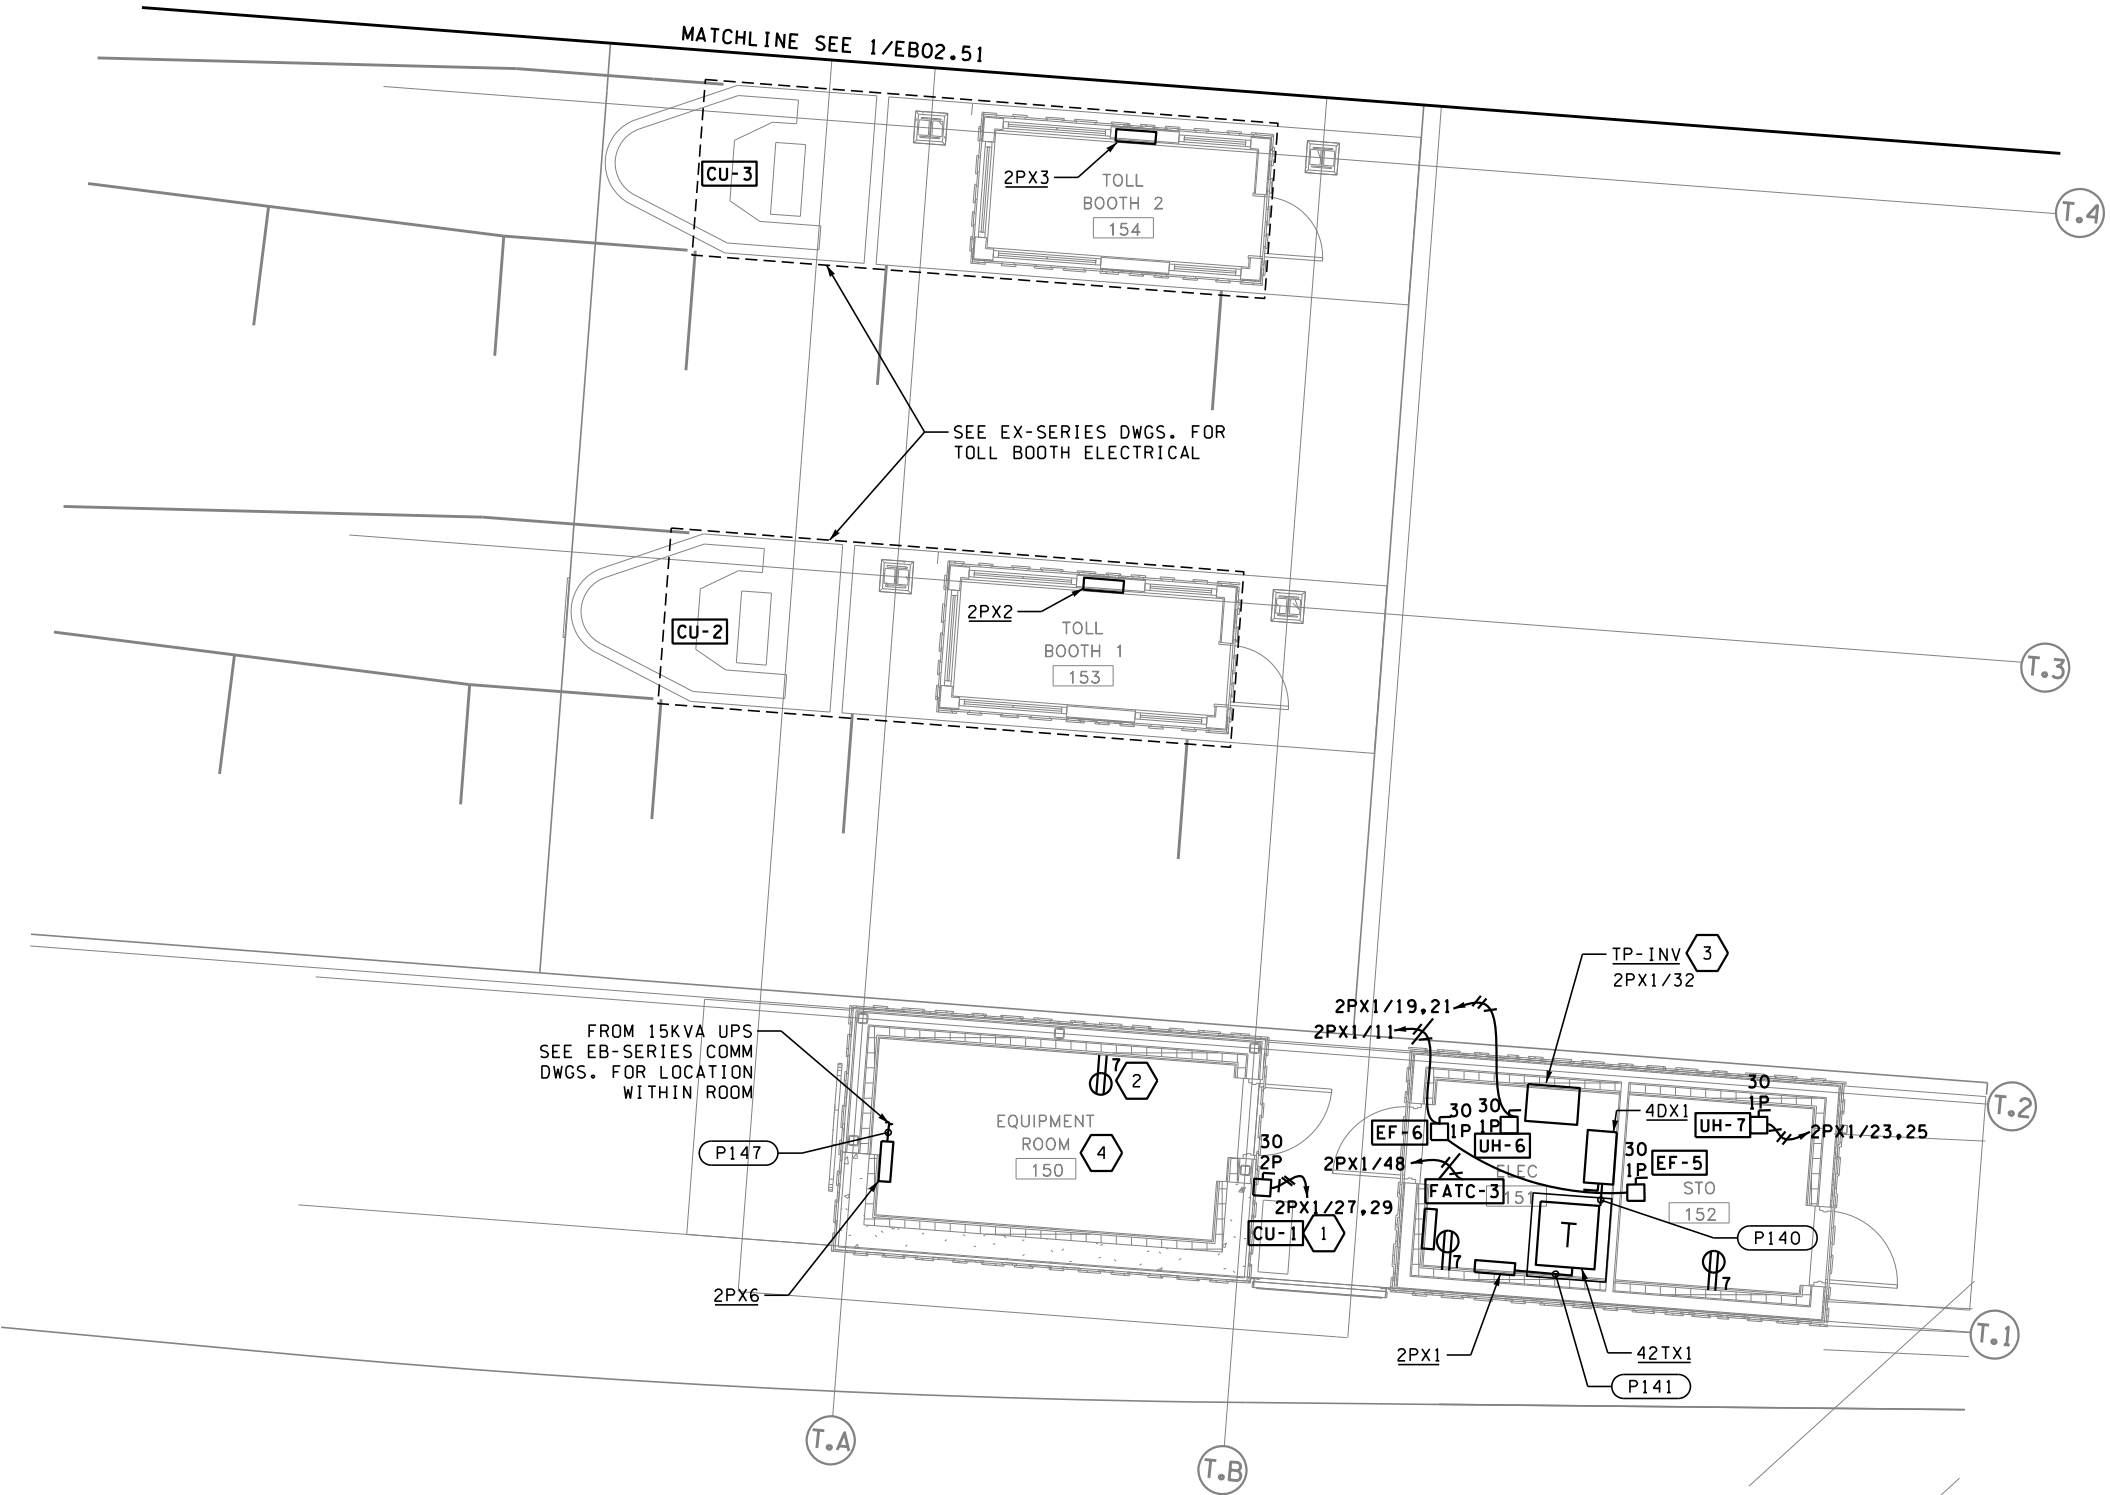 MATCHLINE SEE 1/EB02.51
CU-3
2PX3
TOLL
BOOTH 2
154
T.4
SEE EX-SERIES DWGS. FOR
TOLL BOOTH ELECTRICAL
CU-2
2PX2
TOLL
BOOTH 1
153
T.3
TP-INV
3
2PX1/32
2PX1/19,21
2PX1/11
FROM 15KVA UPS
SEE EB-SERIES COMM
DWGS. FOR LOCATION
WITHIN ROOM
7
2
EQUIPMENT
ROOM
4
150
P147
2PX6
30
2P
2PX1/27,29
CU-1
1
EF-6
30
1P
30
1P
UH-6
4DX1
UH-7
30
1P
2PX1/23,25
T.2
2PX1/48
ELEC
151
FATC-3
30
1P
EF-5
STO
152
P140
T
7
7
2PX1
42TX1
P141
T.1
T.A
T.B